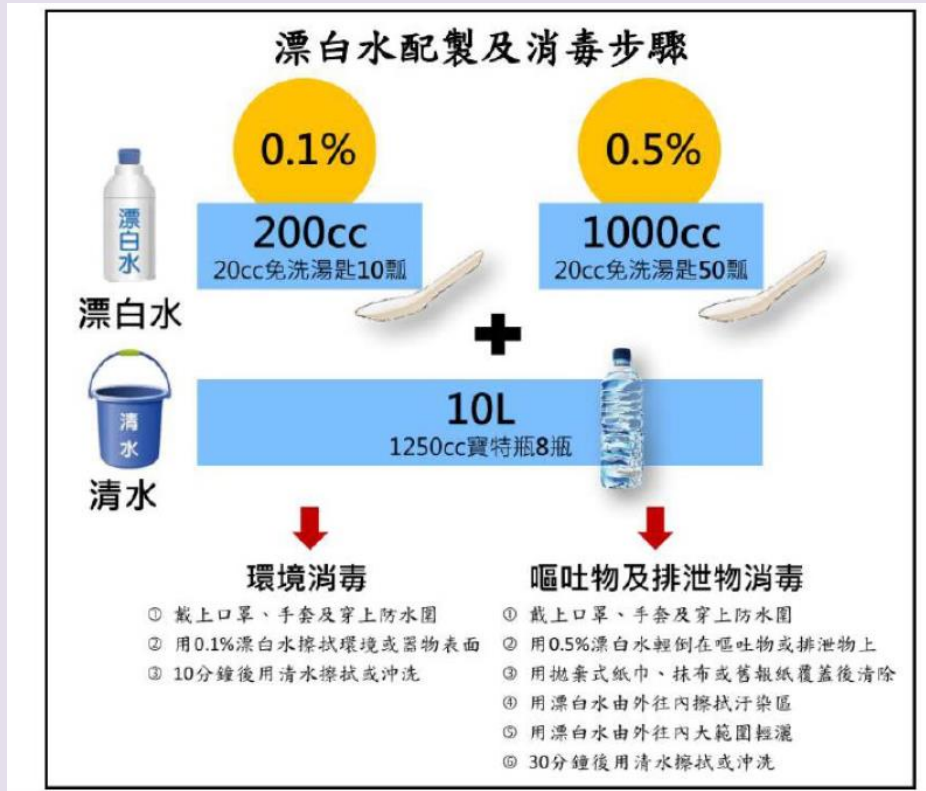 漂白水配製及消毒步驟
0.1%
0.5%
漂白水
200cc
20cc免洗湯匙10瓢
1000cc
20cc免洗湯匙50瓢
漂白水
+
清水
10L
1250cc寶特瓶8瓶
清水
環境消毒
① 戴上口罩、手套及穿上防水圍
② 用0.1%漂白水擦拭環境或器物表面
③ 10分鐘後用清水擦拭或沖洗
嘔吐物及排泄物消毒
① 戴上口罩、手套及穿上防水圍
② 用0.5%漂白水輕倒在嘔吐物或排泄物上
③ 用拋棄式紙巾、抹布或舊報紙覆蓋後清除
④ 用漂白水由外往內擦拭汙染區
⑤ 用漂白水由外往內大範圍輕灑
⑥ 30分鐘後用清水擦拭或沖洗